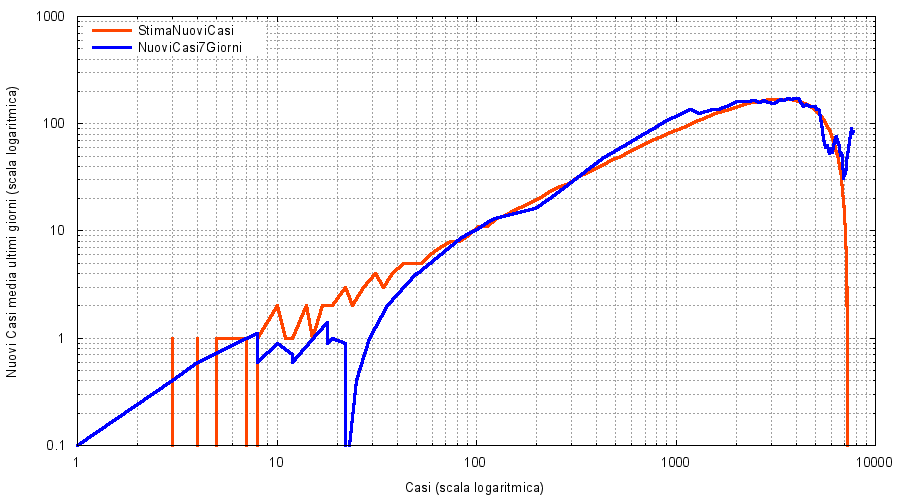 1000
StimaNuoviCasi
NuoviCasi7Giorni
100
10
1
0.1
Nuovi Casi media ultimi giorni (scala logaritmica)
1
10
100
1000
10000
Casi (scala logaritmica)